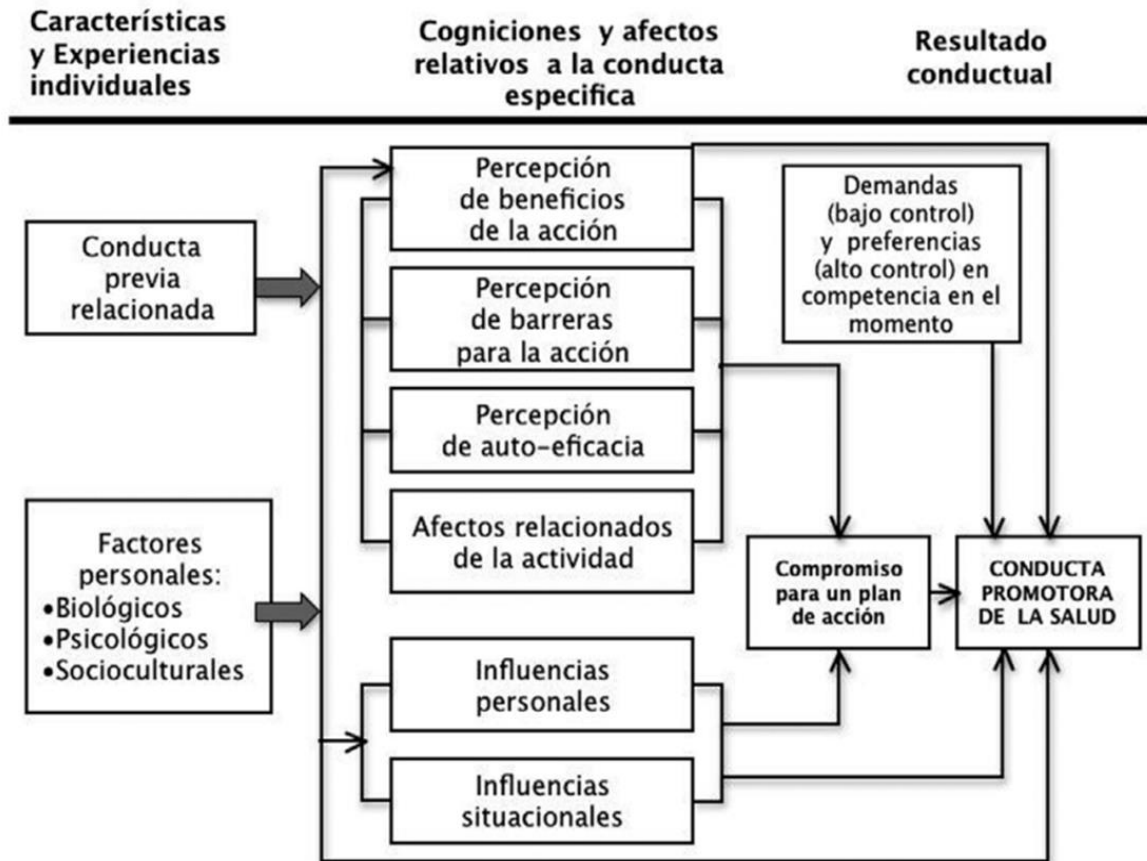 Características
y Experiencias
individuales
Cogniciones y afectos
relativos a la conducta
especifica
Resultado
conductual
Conducta
previa
relacionada
Factores
personales:
•Biológicos
•Psicológicos
•Socioculturales
Percepción
de beneficios
de la acción
Percepción
de barreras
para la acción
Percepción
de auto-eficacia
Afectos relacionados
de la actividad
Influencias
personales
Influencias
situacionales
Demandas
(bajo control)
y preferencias
(alto control) en
competencia en el
momento
Compromiso
para un plan
de acción
CONDUCTA
PROMOTORA
DE LA SALUD